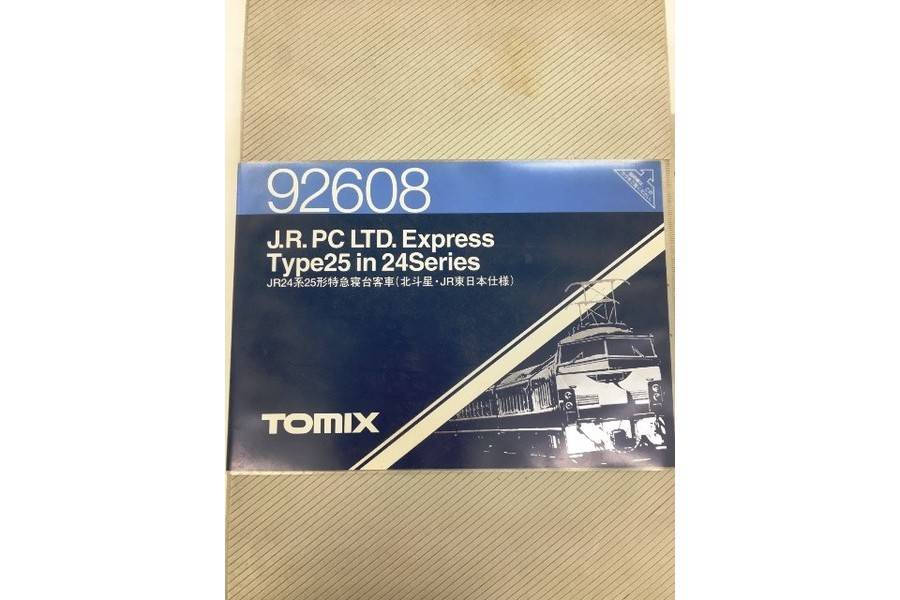 92608
J.R. PC LTD. Express
Type25 in 24Series
JR24系25形特急寝台客車(北斗星・JR東日本仕様)
TOMIX